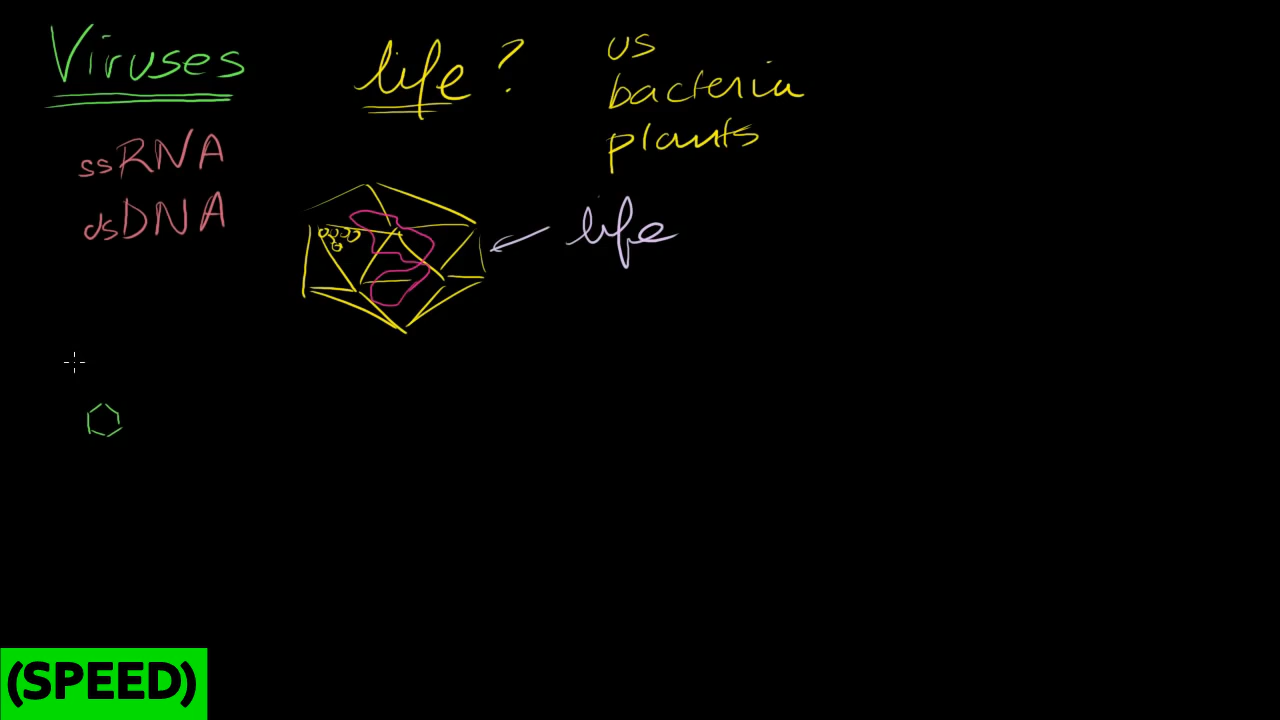 Viruses
ssRNA
dsDNA
life?
us
bacteria
plants
life
(SPEED)